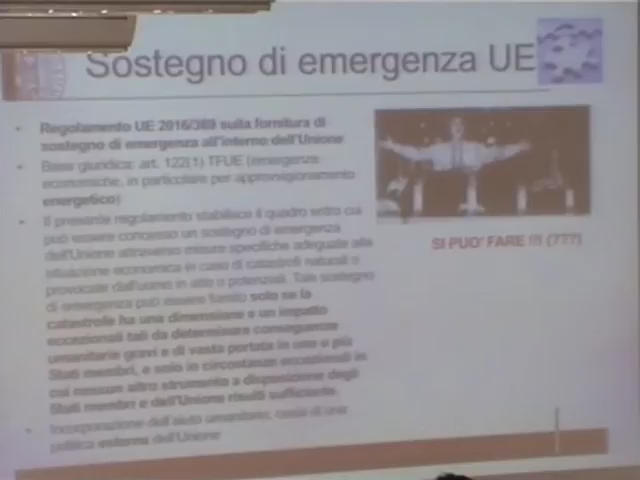 Sostegno di emergenza UE
Regolamento UE 2016/369 sulla fornitura di
sostegno di emergenza all'interno dell'Unione
Base giuridica: art. 122(1) TFUE (emergenze
economiche, in particolare per approvvigionamento
energetico)
Il presente regolamento stabilisce il quadro entro cui
può essere concesso un sostegno di emergenza
dell'Unione attraverso misure specifiche adeguate alla
situazione economica in caso di catastrofi naturali o
provocate dall'uomo in atto o potenziali. Tale sostegno
di emergenza può essere fornito solo se la
catastrofe ha una dimensione e un impatto
eccezionali tali da determinare conseguenze
umanitarie gravi e di vasta portata in uno o più
Stati membri, e solo in circostanze eccezionali in
cui nessun altro strumento a disposizione degli
Stati membri e dell'Unione risulti sufficiente.
Incorporazione dell'aiuto umanitario, ossia di una
politica esterna dell'Unione
SI PUO' FARE !!! (???)